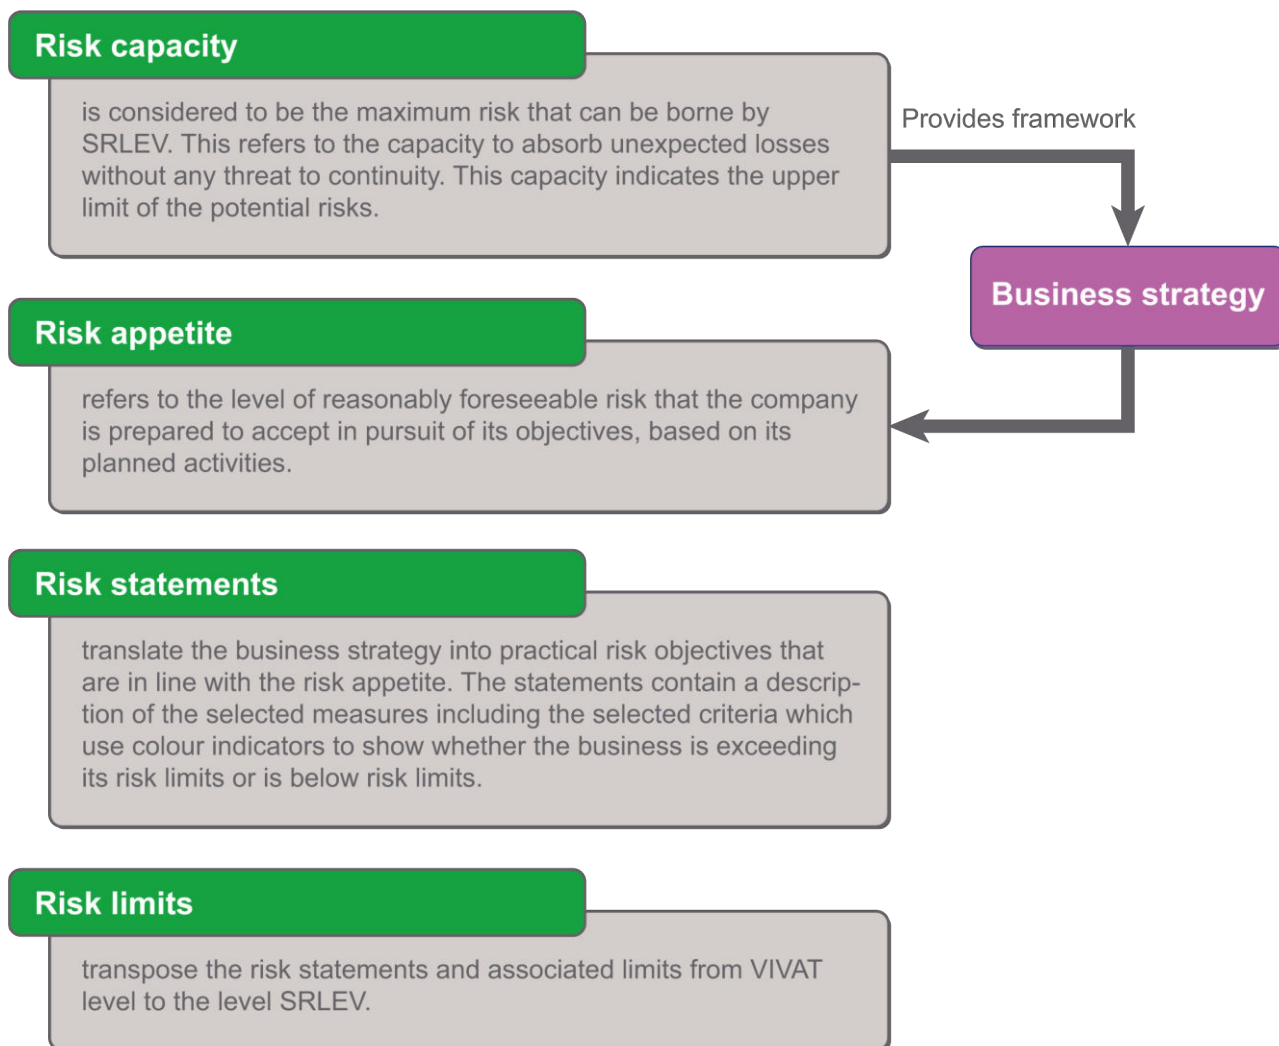 Risk capacity
is considered to be the maximum risk that can be borne by
SRLEV. This refers to the capacity to absorb unexpected losses
without any threat to continuity. This capacity indicates the upper
limit of the potential risks.
Provides framework
Business strategy
Risk appetite
refers to the level of reasonably foreseeable risk that the company
is prepared to accept in pursuit of its objectives, based on its
planned activities.
Risk statements
translate the business strategy into practical risk objectives that
are in line with the risk appetite. The statements contain a descrip-
tion of the selected measures including the selected criteria which
use colour indicators to show whether the business is exceeding
its risk limits or is below risk limits.
Risk limits
transpose the risk statements and associated limits from VIVAT
level to the level SRLEV.